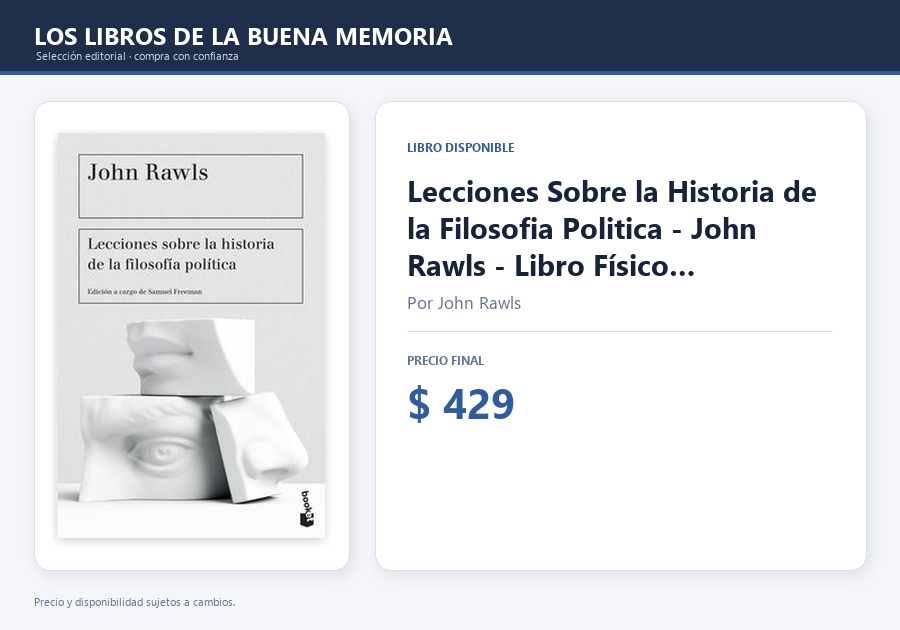 LOS LIBROS DE LA BUENA MEMORIA
Selección editorial · compra con confianza
John Rawls
Lecciones sobre la historia
de la filosofía política
Edición a cargo de Samuel Freeman
booket
LIBRO DISPONIBLE
Lecciones Sobre la Historia de
la Filosofia Politica - John
Rawls - Libro Físico...
Por John Rawls
PRECIO FINAL
$ 429
Precio y disponibilidad sujetos a cambios.